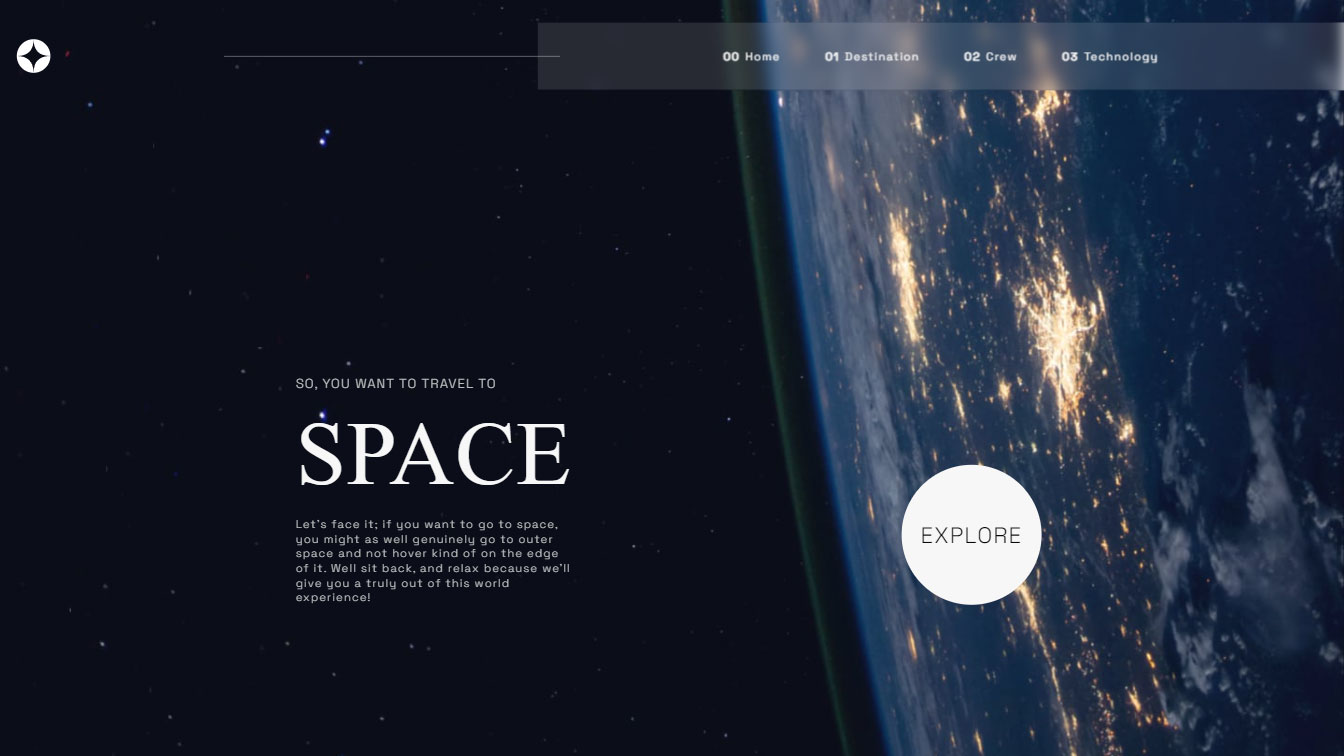 00 Home 01 Destination 02 Crew 03 Technology
SO, YOU WANT TO TRAVEL TO
SPACE
Let's face it; if you want to go to space,
you might as well genuinely go to outer
space and not hover kind of on the edge
of it. Well sit back, and relax because we'll
give you a truly out of this world
experience!
EXPLORE